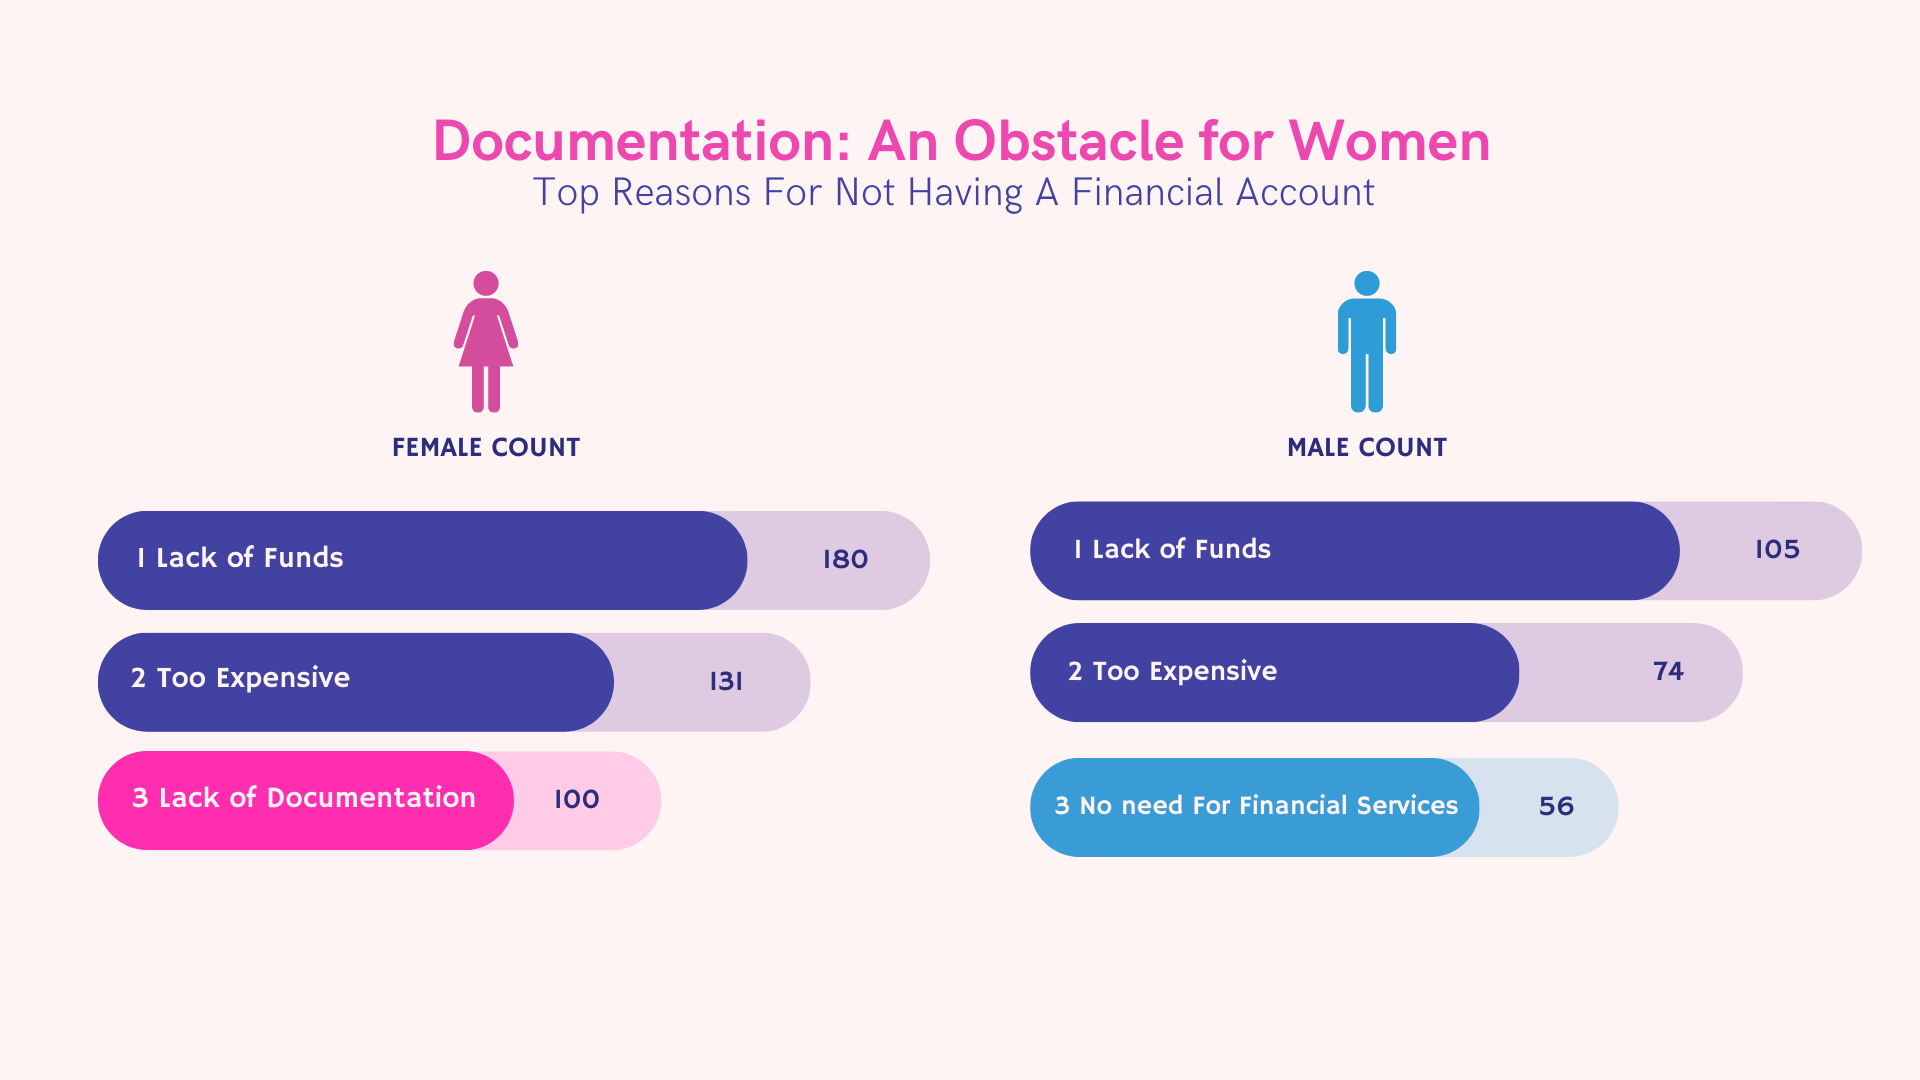 Documentation: An Obstacle for Women
Top Reasons For Not Having A Financial Account
FEMALE COUNT
1 Lack of Funds
180
2 Too Expensive
131
3 Lack of Documentation
100
MALE COUNT
1 Lack of Funds
105
2 Too Expensive
74
3 No need For Financial Services
56